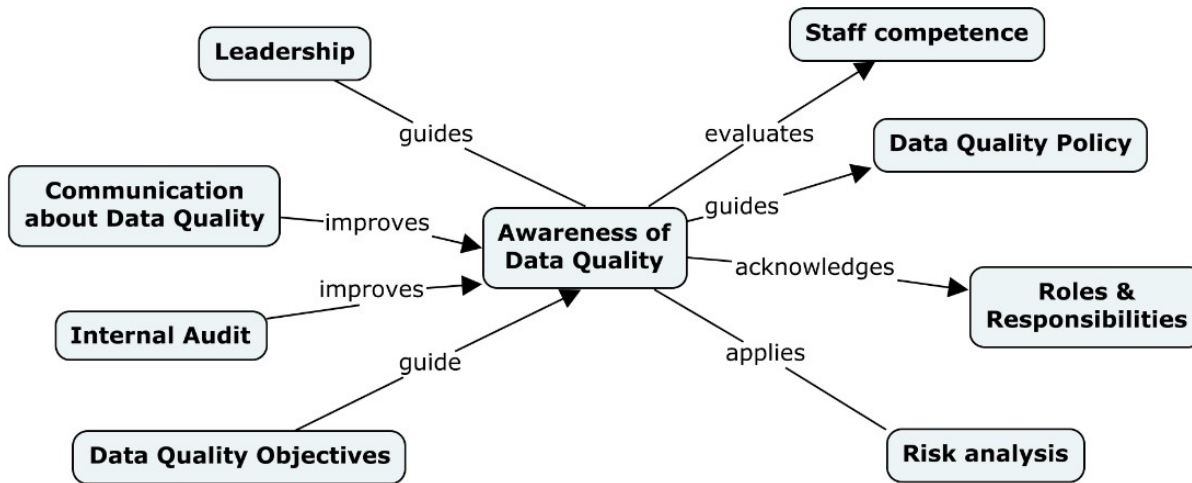 Leadership
Staff competence
guides
evaluates
Data Quality Policy
Communication
about Data Quality
improves
guides
Awareness of
Data Quality
acknowledges
improves
Roles &
Responsibilities
Internal Audit
guide
applies
Data Quality Objectives
Risk analysis